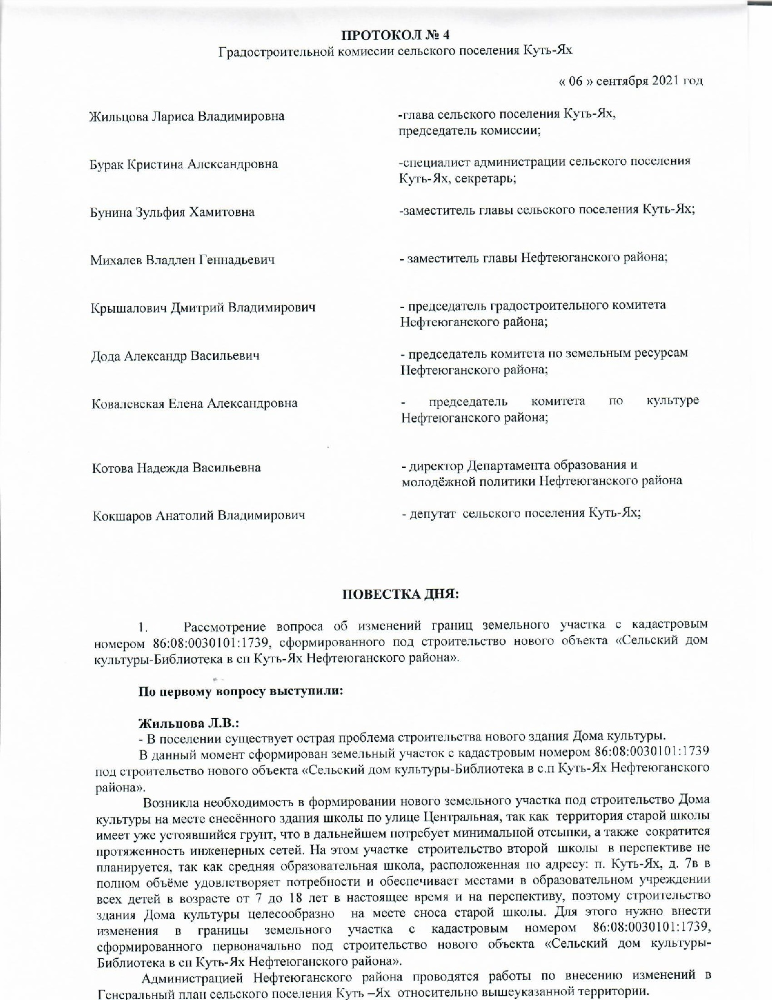 ПРОТОКОЛ № 4
Градостроительной комиссии сельского поселения Куть-Ях
« 06 » сентября 2021 год
Жильцова Лариса Владимировна
-глава сельского поселения Куть-Ях,
председатель комиссии;
Бурак Кристина Александровна
-специалист администрации сельского поселения
Куть-Ях, секретарь;
Бунина Зульфия Хамитовна
-заместитель главы сельского поселения Куть-Ях;
Михалев Владлен Геннадьевич
- заместитель главы Нефтеюганского района;
Крышалович Дмитрий Владимирович
- председатель градостроительного комитета
Нефтеюганского района;
Дода Александр Васильевич
- председатель комитета по земельным ресурсам
Нефтеюганского района;
Ковалевская Елена Александровна
- председатель комитета по культуре
Нефтеюганского района;
Котова Надежда Васильевна
- директор Департамента образования и
молодёжной политики Нефтеюганского района
Кокшаров Анатолий Владимирович
- депутат сельского поселения Куть-Ях;
ПОВЕСТКА ДНЯ:
1. Рассмотрение вопроса об изменений границ земельного участка с кадастровым
номером 86:08:0030101:1739, сформированного под строительство нового объекта «Сельский дом
культуры-Библиотека в сп Куть-Ях Нефтеюганского района».
По первому вопросу выступили:
Жильцова Л.В.:
- В поселении существует острая проблема строительства нового здания Дома культуры.
В данный момент сформирован земельный участок с кадастровым номером 86:08:0030101:1739
под строительство нового объекта «Сельский дом культуры-Библиотека в с.п Куть-Ях Нефтеюганского
района».
Возникла необходимость в формировании нового земельного участка под строительство Дома
культуры на месте снесённого здания школы по улице Центральная, так как территория старой школы
имеет уже устоявшийся грунт, что в дальнейшем потребует минимальной отсыпки, а также сократится
протяженность инженерных сетей. На этом участке строительство второй школы в перспективе не
планируется, так как средняя образовательная школа, расположенная по адресу: п. Куть-Ях, д. 7в в
полном объёме удовлетворяет потребности и обеспечивает местами в образовательном учреждении
всех детей в возрасте от 7 до 18 лет в настоящее время и на перспективу, поэтому строительство
здания Дома культуры целесообразно на месте сноса старой школы. Для этого нужно внести
изменения в границы земельного участка с кадастровым номером 86:08:0030101:1739,
сформированного первоначально под строительство нового объекта «Сельский дом культуры-
Библиотека в сп Куть-Ях Нефтеюганского района».
Администрацией Нефтеюганского района проводятся работы по внесению изменений в
Генеральный план сельского поселения Куть –Ях относительно вышеуказанной территории.